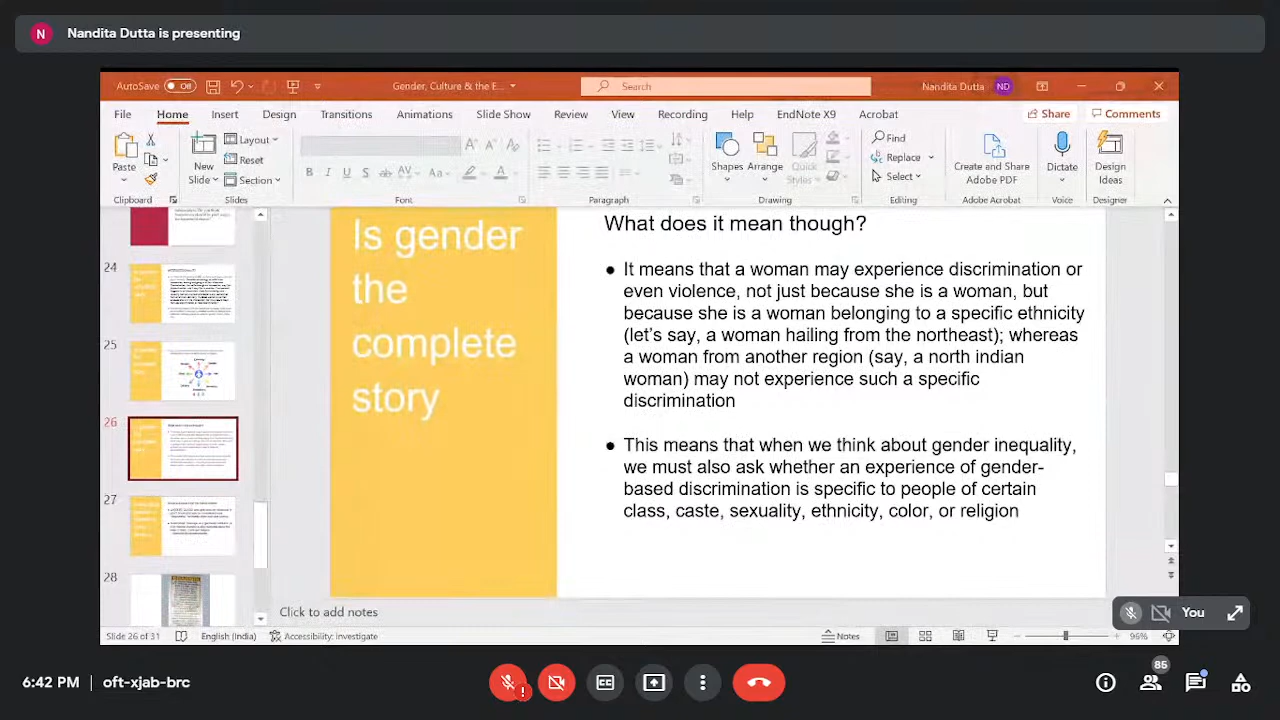 N Nandita Dutta is presenting
AutoSave Off Gender, Culture & the E... Search Nandita Dutta ND
File Home Insert Design Transitions Animations Slide Show Review View Recording Help EndNote X9 Acrobat Share Comments
Paste
New
Slide
Layout
Reset
Section
B I U S ab AV Aa A
Shapes Arrange Quick
Styles
Find
Replace
Select
Create and Share
Adobe PDF
Dictate
Design
Ideas
Clipboard Slides Font Paragraph Drawing Editing Adobe Acrobat Voice Designer
24
25
26
27
28
Is gender
the
complete
story
What does it mean though?
● It means that a woman may experience discrimination or
even violence, not just because she is a woman, but
because she is a woman belonging to a specific ethnicity
(let's say, a woman hailing from the northeast); whereas
a woman from another region (say, a north indian
woman) may not experience such a specific
discrimination
● This means that when we think about gender inequality,
we must also ask whether an experience of gender-
based discrimination is specific to people of certain
class, caste, sexuality, ethnicity, color, or religion
Click to add notes
Slide 26 of 31 English (India) Accessibility: Investigate Notes 96%
You
6:42 PM | oft-xjab-brc
CC
85